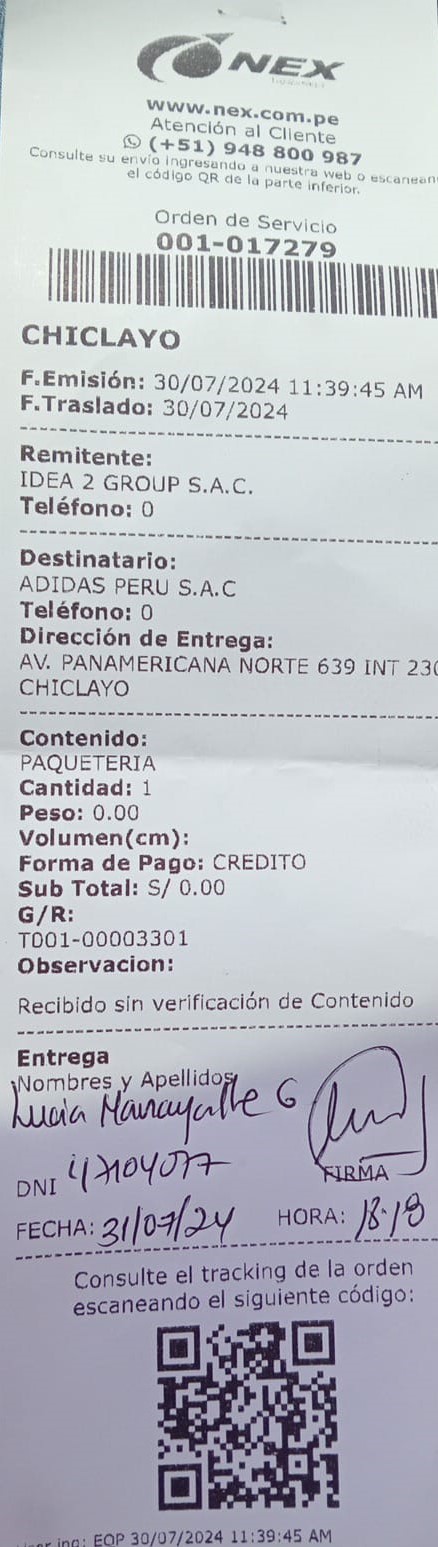 NEX
www.nex.com.pe
Atención al Cliente
(+51) 948 800 987
Consulte su envío ingresando a nuestra web o escanean
el código QR de la parte inferior.
Orden de Servicio
001-017279
CHICLAYO
F.Emisión: 30/07/2024 11:39:45 AM
F.Traslado: 30/07/2024
Remitente:
IDEA 2 GROUP S.A.C.
Teléfono: 0
Destinatario:
ADIDAS PERU S.A.C
Teléfono: 0
Dirección de Entrega:
AV. PANAMERICANA NORTE 639 INT 230
CHICLAYO
Contenido:
PAQUETERIA
Cantidad: 1
Peso: 0.00
Volumen(cm):
Forma de Pago: CREDITO
Sub Total: S/ 0.00
G/R:
T001-00003301
Observacion:
Recibido sin verificación de Contenido
Entrega
Nombres y Apellidos
Lucia G
FIRMA
DNI
FECHA: 31/07/24 HORA: 18:18
Consulte el tracking de la orden
escaneando el siguiente código:
EQP 30/07/2024 11:39:45 AM